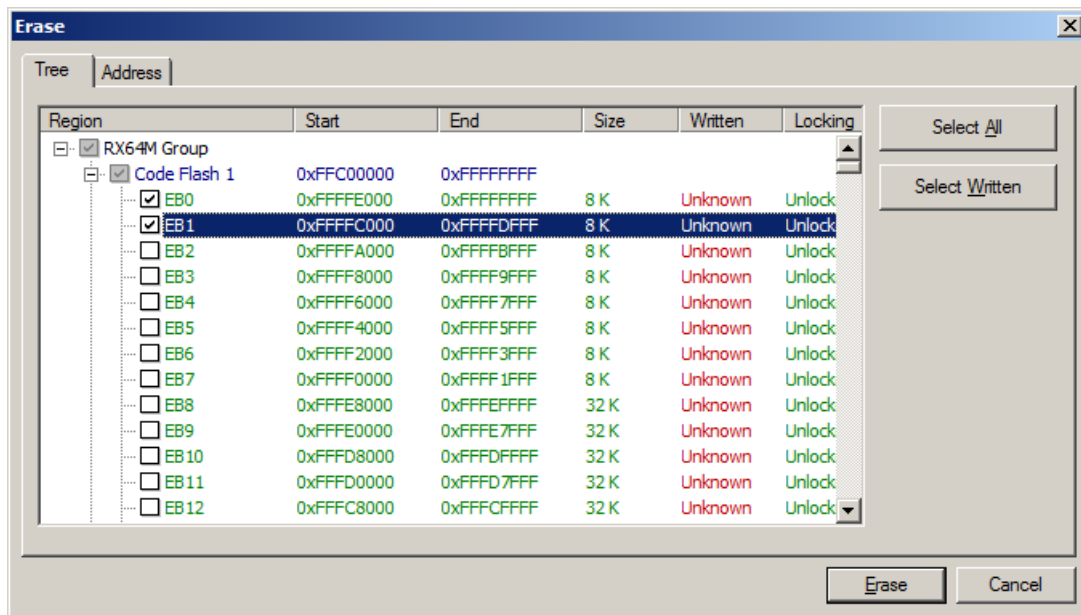 Erase
Tree Address
Region Start End Size Written Locking
RX64M Group
Code Flash 1 0xFFC00000 0xFFFFFFFF
EB0 0xFFFFE000 0xFFFFFFFF 8 K Unknown Unlock
EB1 0xFFFFC000 0xFFFFDFFF 8 K Unknown Unlock
EB2 0xFFFFA000 0xFFFFBFFF 8 K Unknown Unlock
EB3 0xFFFF8000 0xFFFF9FFF 8 K Unknown Unlock
EB4 0xFFFF6000 0xFFFF7FFF 8 K Unknown Unlock
EB5 0xFFFF4000 0xFFFF5FFF 8 K Unknown Unlock
EB6 0xFFFF2000 0xFFFF3FFF 8 K Unknown Unlock
EB7 0xFFFF0000 0xFFFF1FFF 8 K Unknown Unlock
EB8 0xFFFE8000 0xFFFEFFFF 32 K Unknown Unlock
EB9 0xFFFE0000 0xFFFE7FFF 32 K Unknown Unlock
EB10 0xFFFD8000 0xFFFDFFFF 32 K Unknown Unlock
EB11 0xFFFD0000 0xFFFD7FFF 32 K Unknown Unlock
EB12 0xFFFC8000 0xFFFCFFFF 32 K Unknown Unlock
Select All
Select Written
Erase Cancel